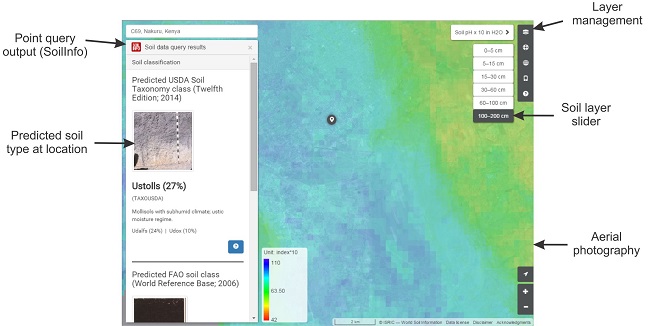 Point query
output (SoilInfo)
Predicted soil
type at location
Layer
management
Soil layer
slider
Aerial
photography
C69, Nakuru, Kenya
Soil data query results
Soil classification
Predicted USDA Soil
Taxonomy class (Twelfth
Edition; 2014)
Ustolls (27%)
(TAXOUSDA)
Mollisols with subhumid climate, ustic
moisture regime.
Udalfs (24%) | Udox (10%)
Predicted FAO soil class
(World Reference Base; 2006)
Soil pH x 10 in H2O
0–5 cm
5–15 cm
15–30 cm
30–60 cm
60–100 cm
100–200 cm
Unit: index*10
110
63.50
42
2 km
© ISRIC — World Soil Information Data license Disclaimer Acknowledgments